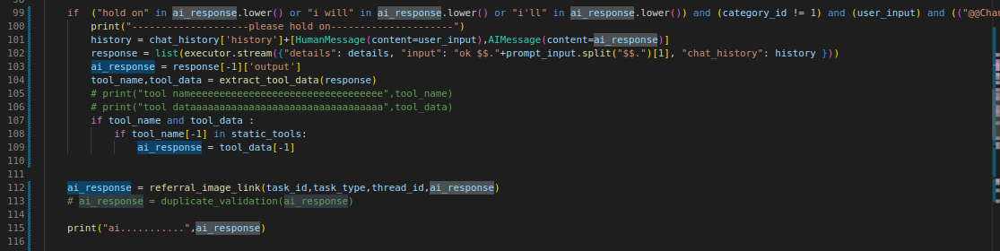 99 if ("hold on" in ai_response.lower() or "i will" in ai_response.lower() or "i'll" in ai_response.lower()) and (category_id != 1) and (user_input) and (("@@Char
100 print("--------------------please hold on---------------------")
101 history = chat_history['history']+[HumanMessage(content=user_input),AIMessage(content=ai_response)]
102 response = list(executor.stream({"details": details, "input": "ok $$."+prompt_input.split("$$.")[1], "chat_history": history }))
103 ai_response = response[-1]['output']
104 tool_name,tool_data = extract_tool_data(response)
105 # print("tool nameeeeeeeeeeeeeeeeeeeeeeeeeeeeeeeee",tool_name)
106 # print("tool dataaaaaaaaaaaaaaaaaaaaaaaaaaaaaaaaa",tool_data)
107 if tool_name and tool_data :
108 if tool_name[-1] in static_tools:
109 ai_response = tool_data[-1]
110
111
112 ai_response = referral_image_link(task_id,task_type,thread_id,ai_response)
113 # ai_response = duplicate_validation(ai_response)
114
115 print("ai...........",ai_response)
116